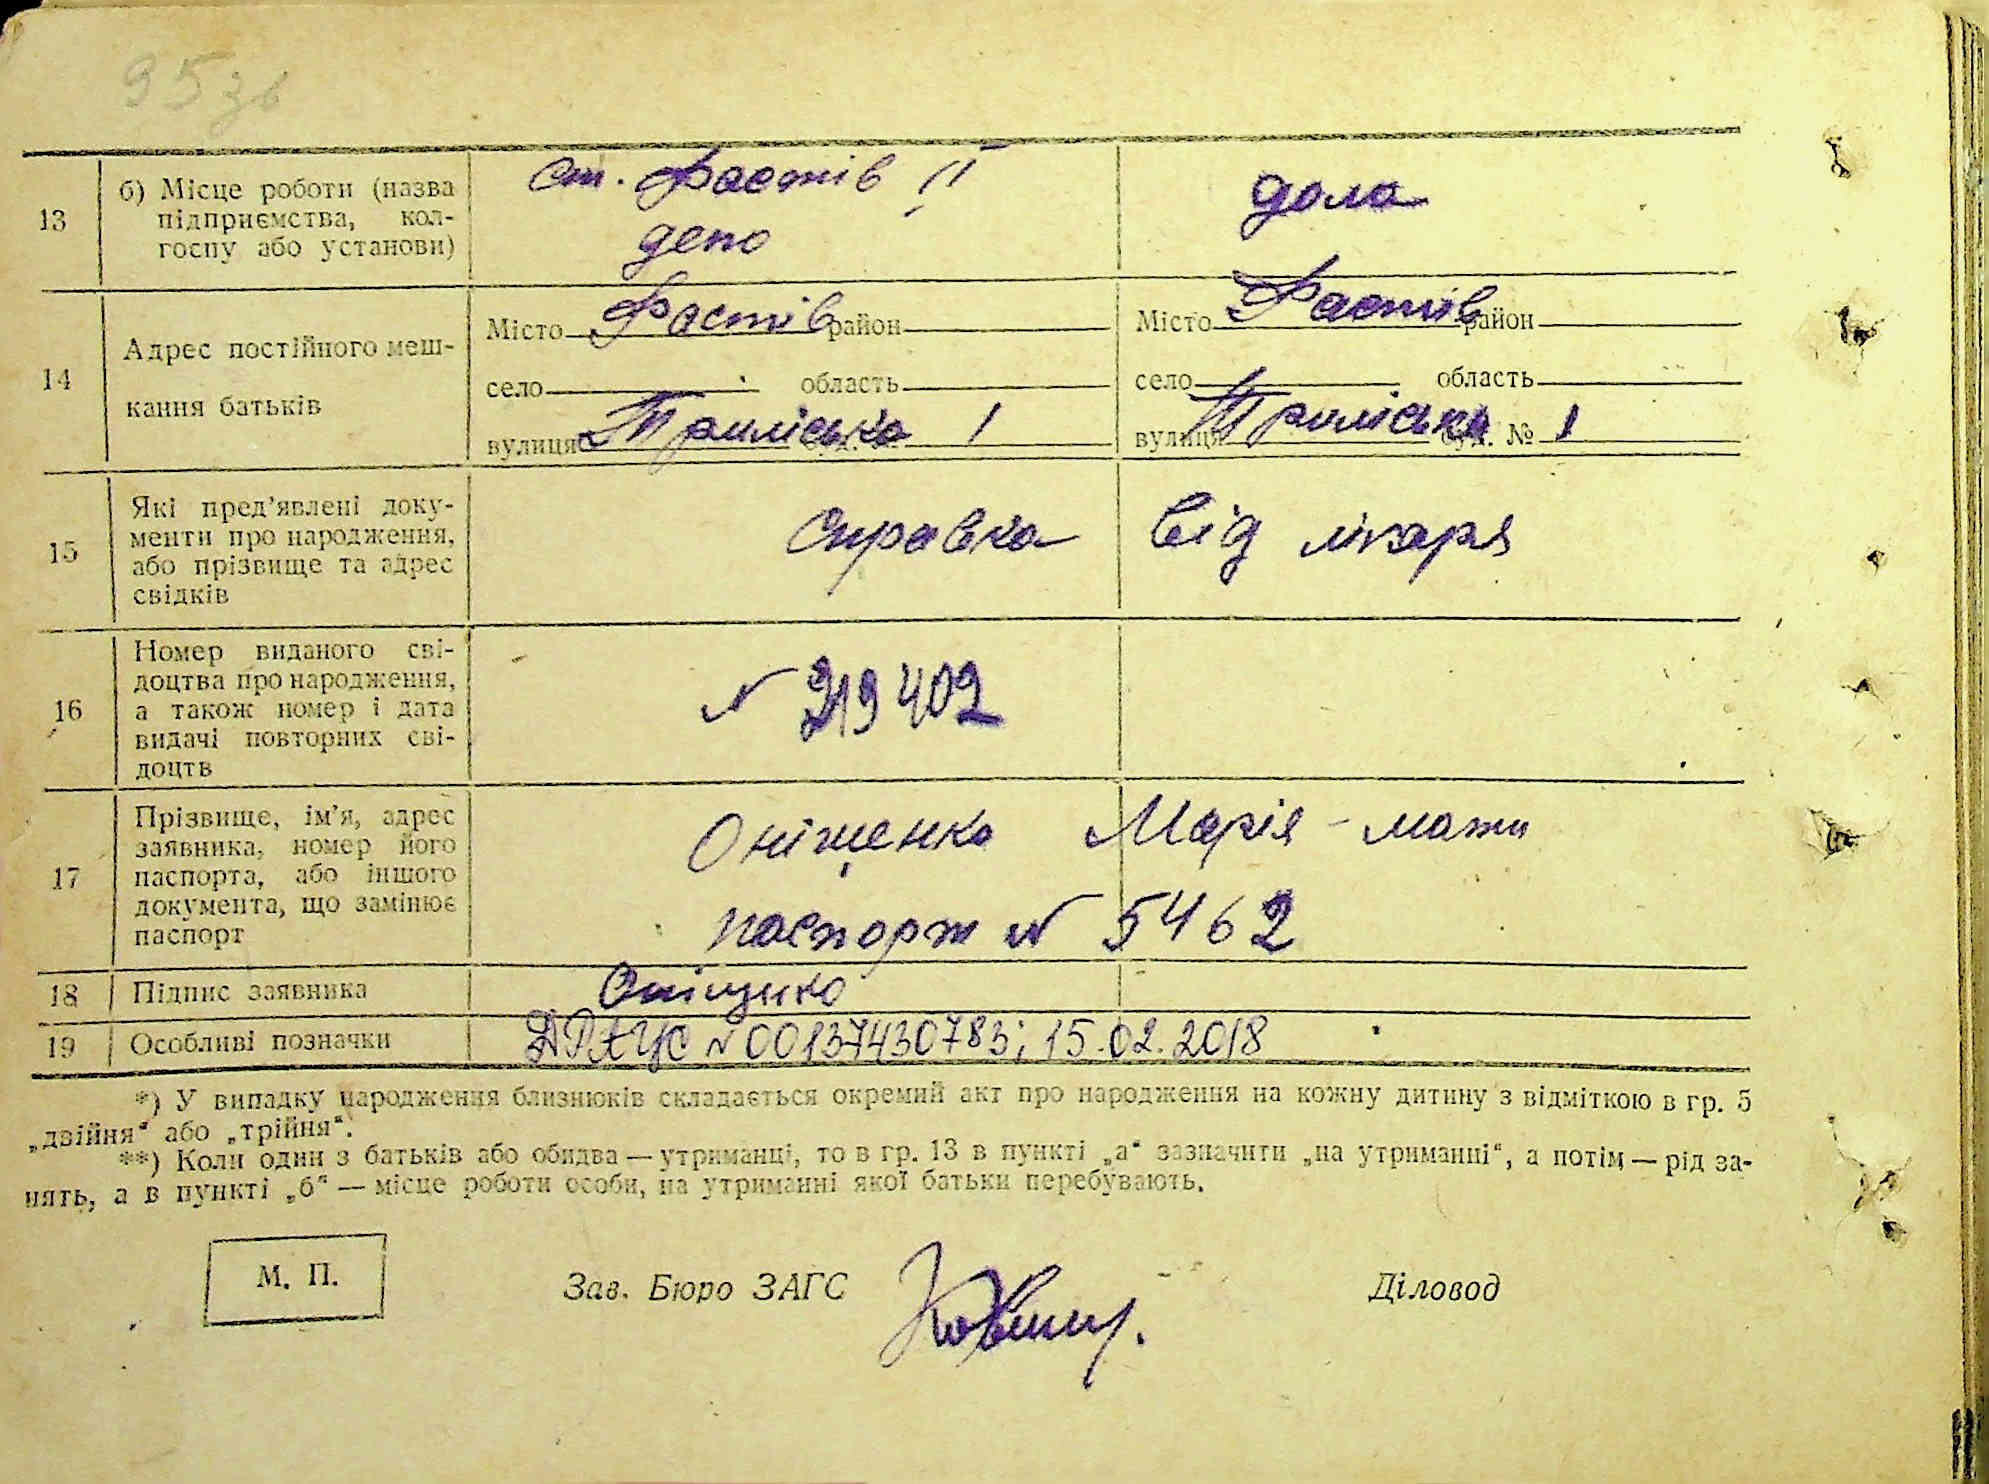 95зв
13
б) Місце роботи (назва
підприємства, кол-
госпу або установи)
ст. Фастів II
депо
дома
14
Адрес постійного меш-
кання батьків
Місто Фастів район
село область
вулиця Триліська 1
Місто Фастів район
село область
вулиця Триліська буд. № 1
15
Які пред’явлені доку-
менти про народження,
або прізвище та адрес
свідків
справка від лікаря
16
Номер виданого сві-
доцтва про народження,
а також номер і дата
видачі повторних сві-
доцтв
N 219402
17
Прізвище, ім’я, адрес
заявника, номер його
паспорта, або іншого
документа, що замінює
паспорт
Оніщенко Марія - мати
паспорт N 5462
18
Підпис заявника
Оніщенко
19
Особливі позначки
ДРАЦС N 00137430783; 15.02.2018
*) У випадку народження близнюків складається окремий акт про народження на кожну дитину з відміткою в гр. 5
„двійня“ або „трійня“.
**) Коли один з батьків або обидва — утриманці, то в гр. 13 в пункті „а“ зазначити „на утриманні“, а потім — рід за-
нять, а в пункті „б“ — місце роботи особи, на утриманні якої батьки перебувають.
М. П.
Зав. Бюро ЗАГС
Діловод